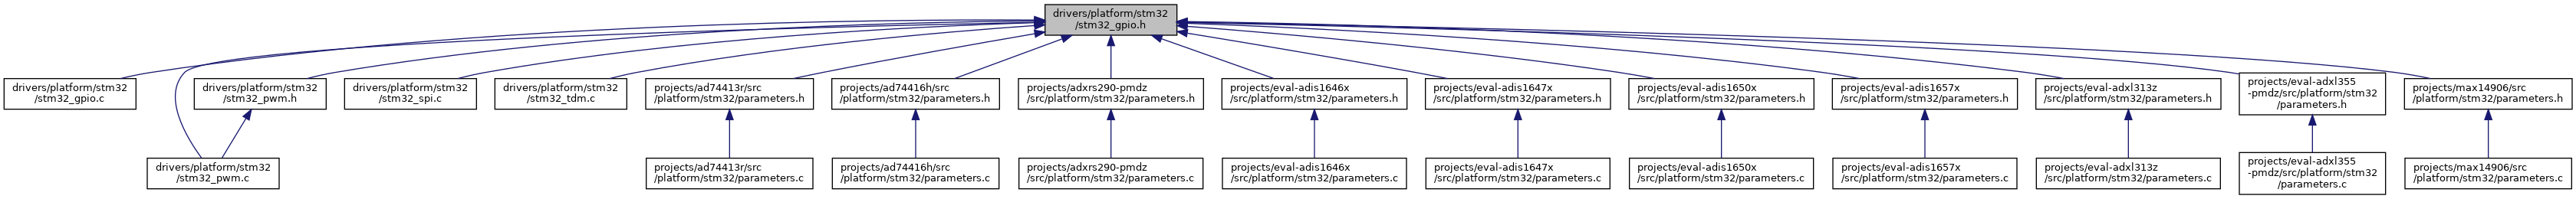 drivers/platform/stm32
/stm32_gpio.h
drivers/platform/stm32
/stm32_gpio.c
drivers/platform/stm32
/stm32_pwm.h
drivers/platform/stm32
/stm32_spi.c
drivers/platform/stm32
/stm32_tdm.c
projects/ad74413r/src
/platform/stm32/parameters.h
projects/ad74416h/src
/platform/stm32/parameters.h
projects/adxrs290-pmdz
/src/platform/stm32/parameters.h
projects/eval-adis1646x
/src/platform/stm32/parameters.h
projects/eval-adis1647x
/src/platform/stm32/parameters.h
projects/eval-adis1650x
/src/platform/stm32/parameters.h
projects/eval-adis1657x
/src/platform/stm32/parameters.h
projects/eval-adxl313z
/src/platform/stm32/parameters.h
projects/eval-adxl355
-pmdz/src/platform/stm32
/parameters.h
projects/max14906/src
/platform/stm32/parameters.h
drivers/platform/stm32
/stm32_pwm.c
projects/ad74413r/src
/platform/stm32/parameters.c
projects/ad74416h/src
/platform/stm32/parameters.c
projects/adxrs290-pmdz
/src/platform/stm32/parameters.c
projects/eval-adis1646x
/src/platform/stm32/parameters.c
projects/eval-adis1647x
/src/platform/stm32/parameters.c
projects/eval-adis1650x
/src/platform/stm32/parameters.c
projects/eval-adis1657x
/src/platform/stm32/parameters.c
projects/eval-adxl313z
/src/platform/stm32/parameters.c
projects/eval-adxl355
-pmdz/src/platform/stm32
/parameters.c
projects/max14906/src
/platform/stm32/parameters.c